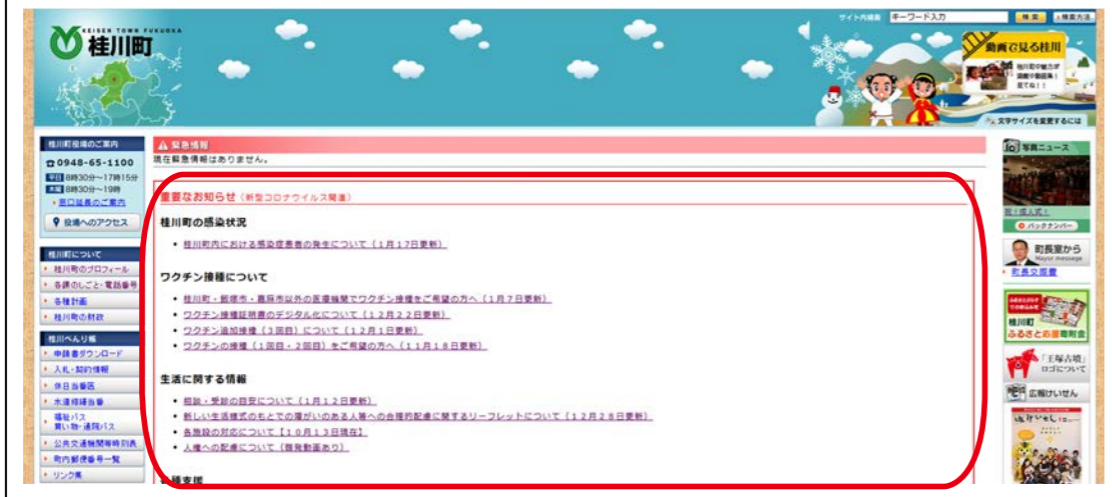 KEISEN TOWN FUKUOKA
桂川町
サイト内検索
キーワード入力
検索
検索方法
動画で見る桂川
文字サイズを変更するには
桂川町役場のご案内
0948-65-1100
平日 8時30分~17時15分
木曜 8時30分~19時
窓口延長のご案内
役場へのアクセス
桂川町について
桂川町のプロフィール
各課のしごと・電話番号
各種計画
桂川町の財政
桂川べんり帳
申請書ダウンロード
入札・契約情報
休日当番医
水道修繕当番
福祉バス
買い物・通院バス
公共交通機関等時刻表
町内郵便番号一覧
リンク集
緊急情報
現在緊急情報はありません。
重要なお知らせ(新型コロナウイルス関連)
桂川町の感染状況
桂川町内における感染症患者の発生について(1月17日更新)
ワクチン接種について
桂川町・飯塚市・嘉麻市以外の医療機関でワクチン接種をご希望の方へ(1月7日更新)
ワクチン接種証明書のデジタル化について(12月22日更新)
ワクチン追加接種(3回目)について(12月1日更新)
ワクチンの接種(1回目・2回目)をご希望の方へ(11月18日更新)
生活に関する情報
相談・受診の目安について(1月12日更新)
新しい生活様式のもとでの障がいのある人等への合理的配慮に関するリーフレットについて(12月28日更新)
各施設の対応について【10月13日現在】
人権への配慮について(啓発動画あり)
各種支援
写真ニュース
祝!成人式!
バックナンバー
町長室から
Mayor message
町長交際費
桂川町
ふるさと応援寄附金
「王塚古墳」
ロゴについて
広報けいせん